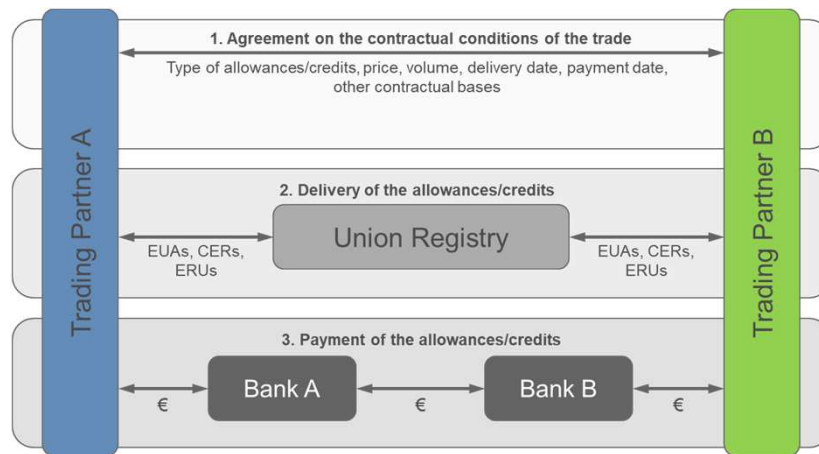 1. Agreement on the contractual conditions of the trade
Type of allowances/credits, price, volume, delivery date, payment date,
other contractual bases
Trading Partner A
Trading Partner B
2. Delivery of the allowances/credits
Union Registry
EUAs, CERs,
ERUs
EUAs, CERs,
ERUs
3. Payment of the allowances/credits
Bank A
Bank B
€
€
€